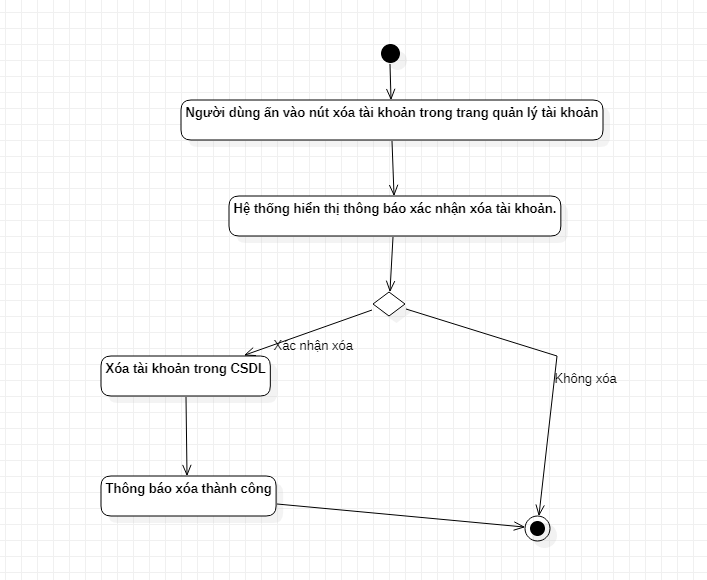 Người dùng ấn vào nút xóa tài khoản trong trang quản lý tài khoản
Hệ thống hiển thị thông báo xác nhận xóa tài khoản.
Xác nhận xóa
Xóa tài khoản trong CSDL
Không xóa
Thông báo xóa thành công